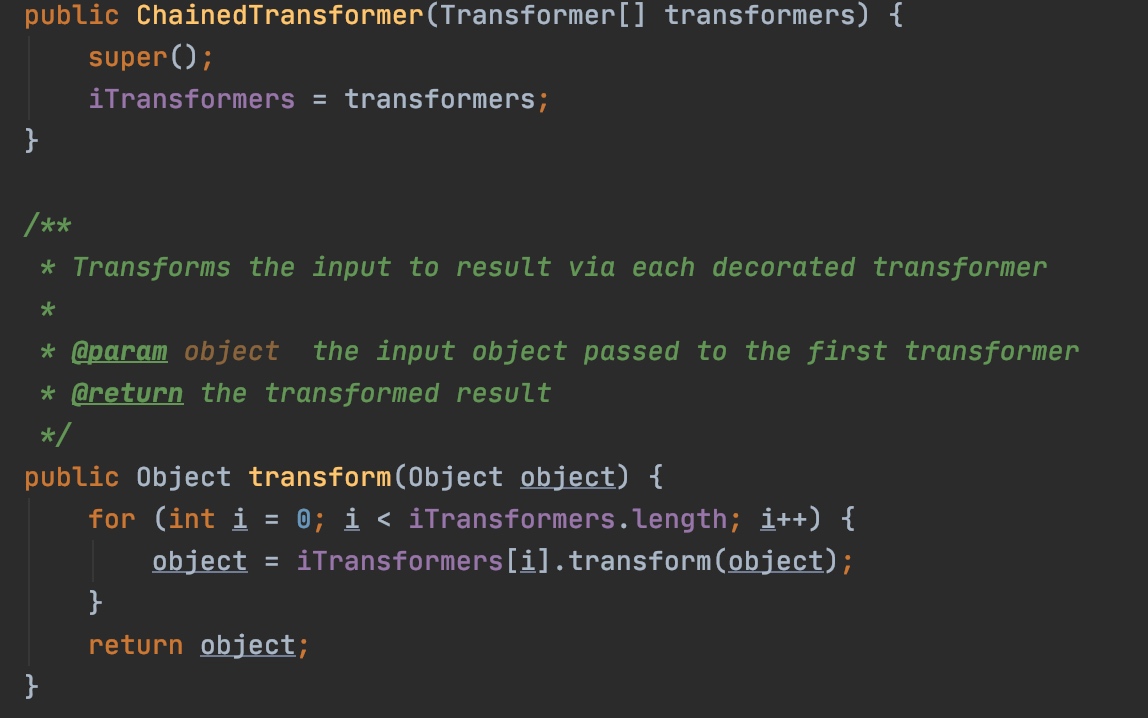 public ChainedTransformer(Transformer[] transformers) {
    super();
    iTransformers = transformers;
}
/**
 * Transforms the input to result via each decorated transformer
 *
 * @param object  the input object passed to the first transformer
 * @return the transformed result
 */
public Object transform(Object object) {
    for (int i = 0; i < iTransformers.length; i++) {
        object = iTransformers[i].transform(object);
    }
    return object;
}